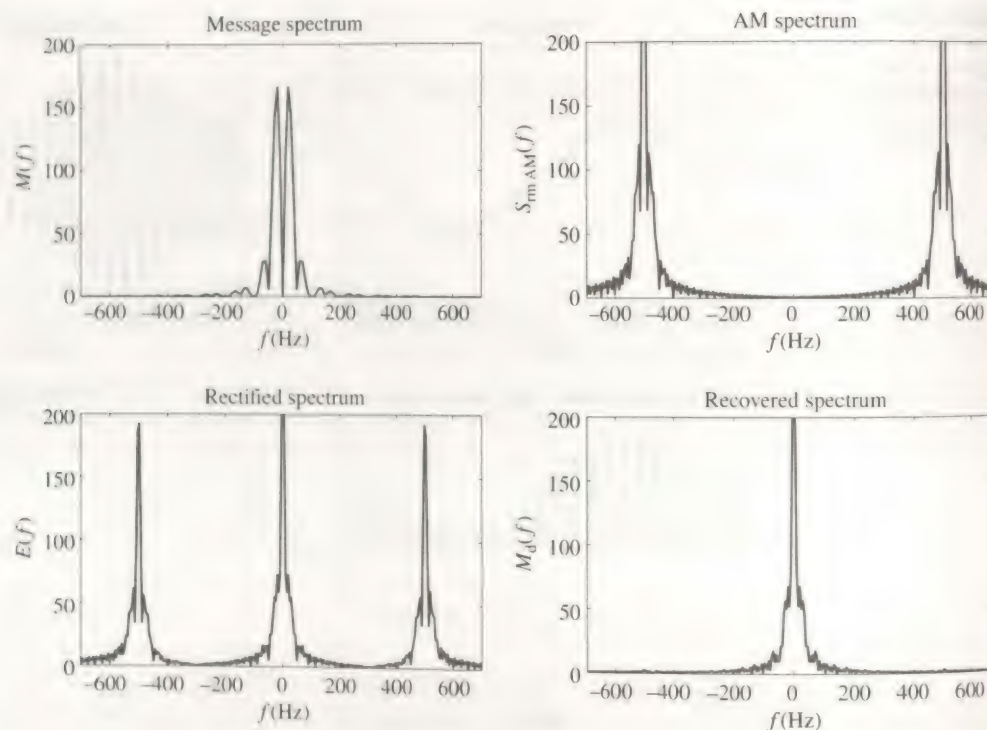 Message spectrum
200
150
100
50
0
M(f)
−600 −400 −200 0 200 400 600
f(Hz)
AM spectrum
200
150
100
50
0
S_rm AM(f)
−600 −400 −200 0 200 400 600
f(Hz)
Rectified spectrum
200
150
100
50
0
E(f)
−600 −400 −200 0 200 400 600
f(Hz)
Recovered spectrum
200
150
100
50
0
M_d(f)
−600 −400 −200 0 200 400 600
f(Hz)